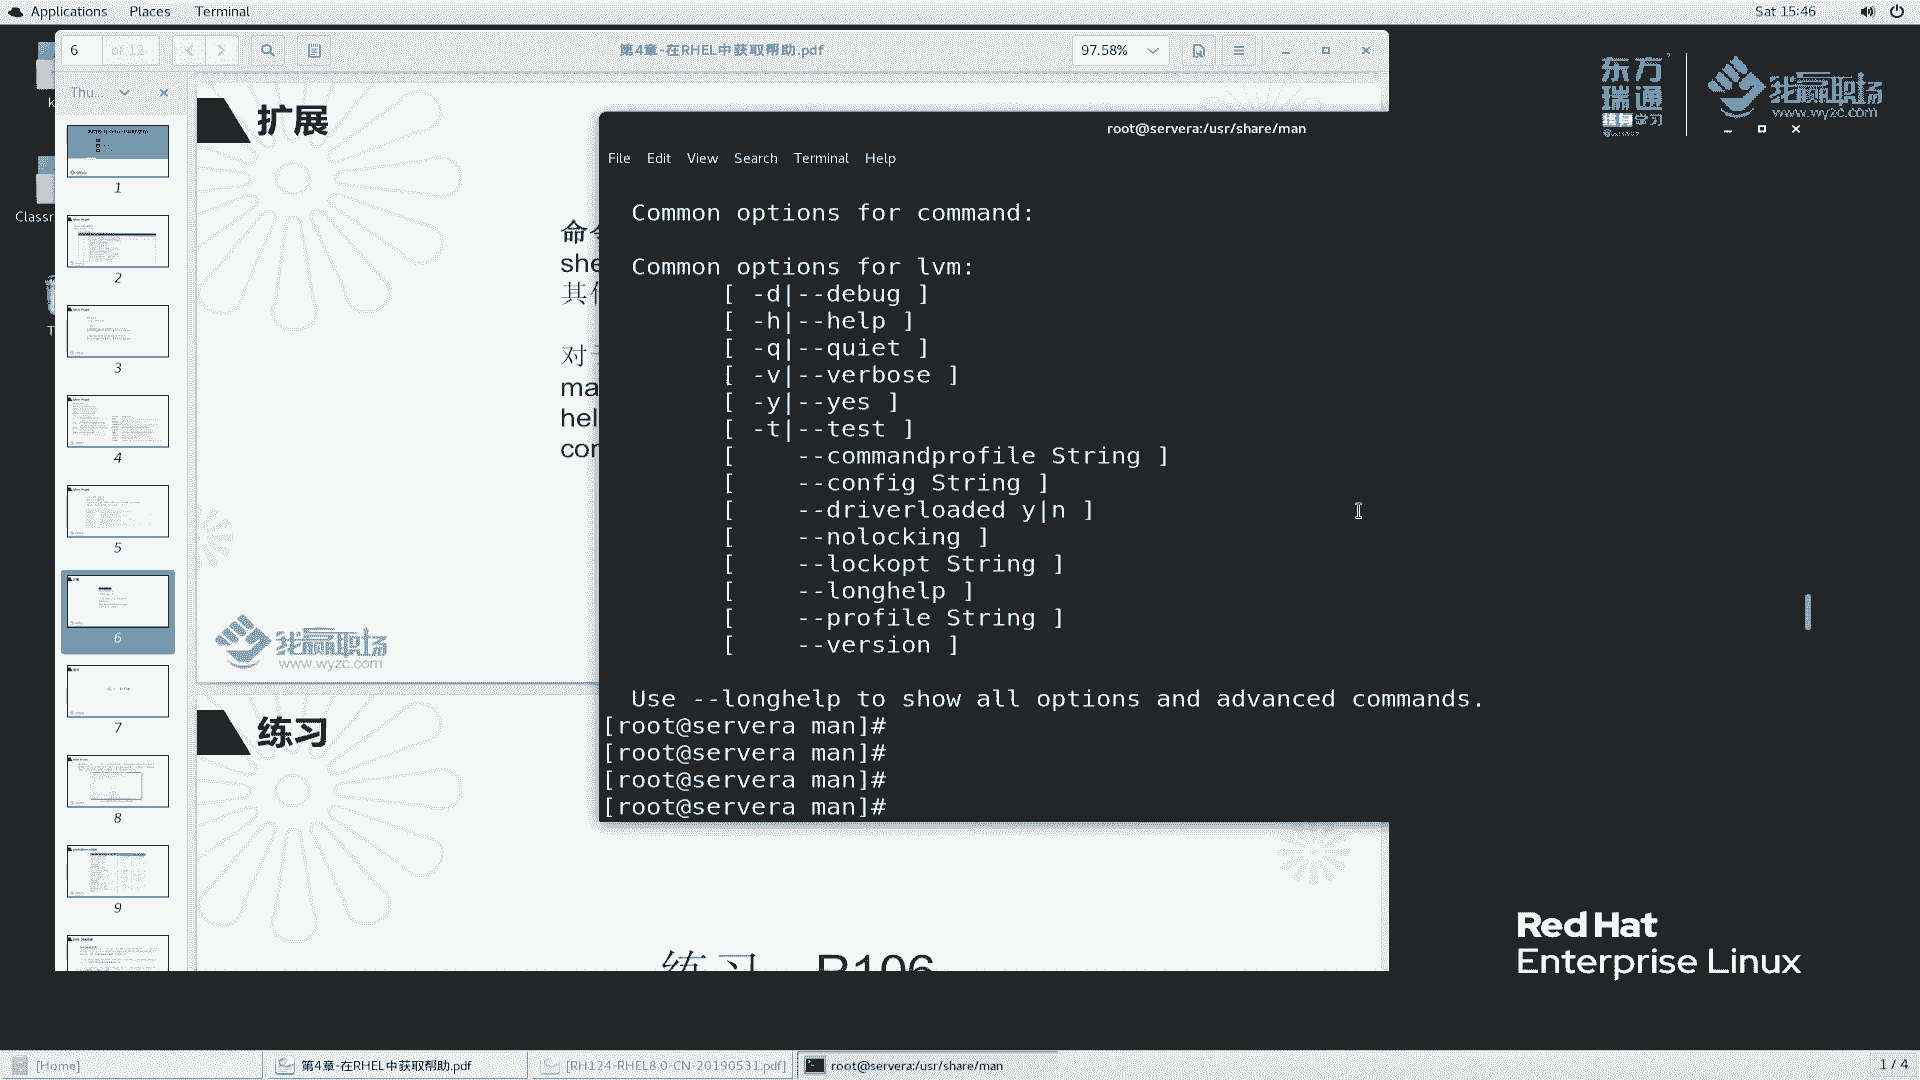 Applications Places Terminal Sat 15:46
6 of 12 第4章-在RHEL中获取帮助.pdf 97.58%
Thu...
1
2
3
4
5
6
7
8
9
扩展
she
其
对
ma
hel
con
我赢职场
www.wyzc.com
练习
练习
P106
root@servera:/usr/share/man
File Edit View Search Terminal Help
Common options for command:
Common options for lvm:
[ -d|--debug ]
[ -h|--help ]
[ -q|--quiet ]
[ -v|--verbose ]
[ -y|--yes ]
[ -t|--test ]
[ --commandprofile String ]
[ --config String ]
[ --driverloaded y|n ]
[ --nolocking ]
[ --lockopt String ]
[ --longhelp ]
[ --profile String ]
[ --version ]
Use --longhelp to show all options and advanced commands.
[root@servera man]#
[root@servera man]#
[root@servera man]#
[root@servera man]#
东方
瑞通
终身学习
我赢职场
www.wyzc.com
Classr
Red Hat
Enterprise Linux
[Home] 第4章-在RHEL中获取帮助.pdf [RH124-RHEL8.0-CN-20190531.pdf] root@servera:/usr/share/man 1 / 4